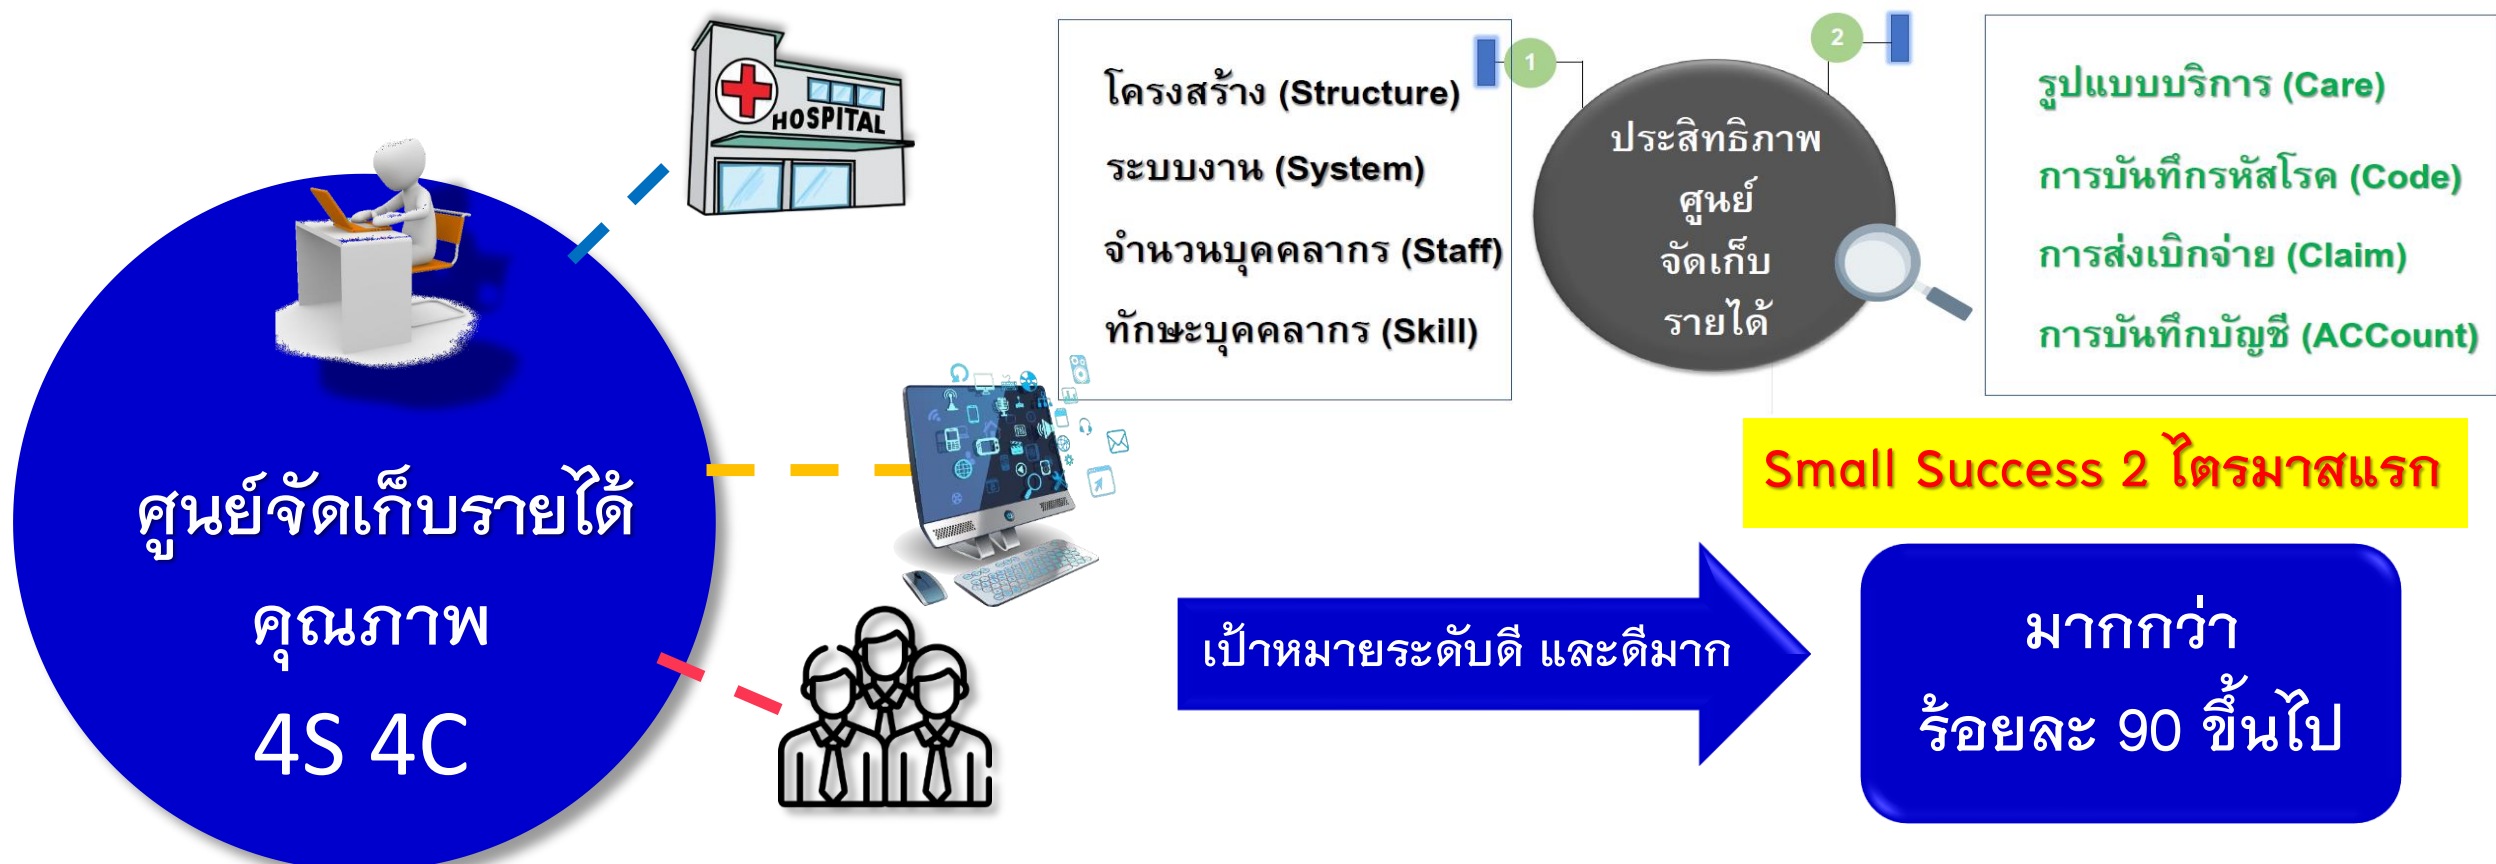 HOSPITAL
ศูนย์จัดเก็บรายได้
คุณภาพ
4S 4C
โครงสร้าง (Structure)
ระบบงาน (System)
จำนวนบุคคลากร (Staff)
ทักษะบุคคลากร (Skill)
1
2
ประสิทธิภาพ
ศูนย์
จัดเก็บ
รายได้
รูปแบบบริการ (Care)
การบันทึกรหัสโรค (Code)
การส่งเบิกจ่าย (Claim)
การบันทึกบัญชี (ACCount)
Small Success 2 ไตรมาสแรก
เป้าหมายระดับดี และดีมาก
มากกว่า
ร้อยละ 90 ขึ้นไป